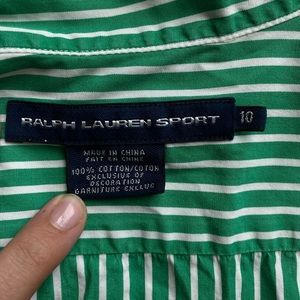 RALPH LAUREN SPORT
10
MADE IN CHINA
FAIT EN CHINE
100% COTTON/COTON
EXCLUSIVE OF
DECORATION
GARNITURE EXCLUE